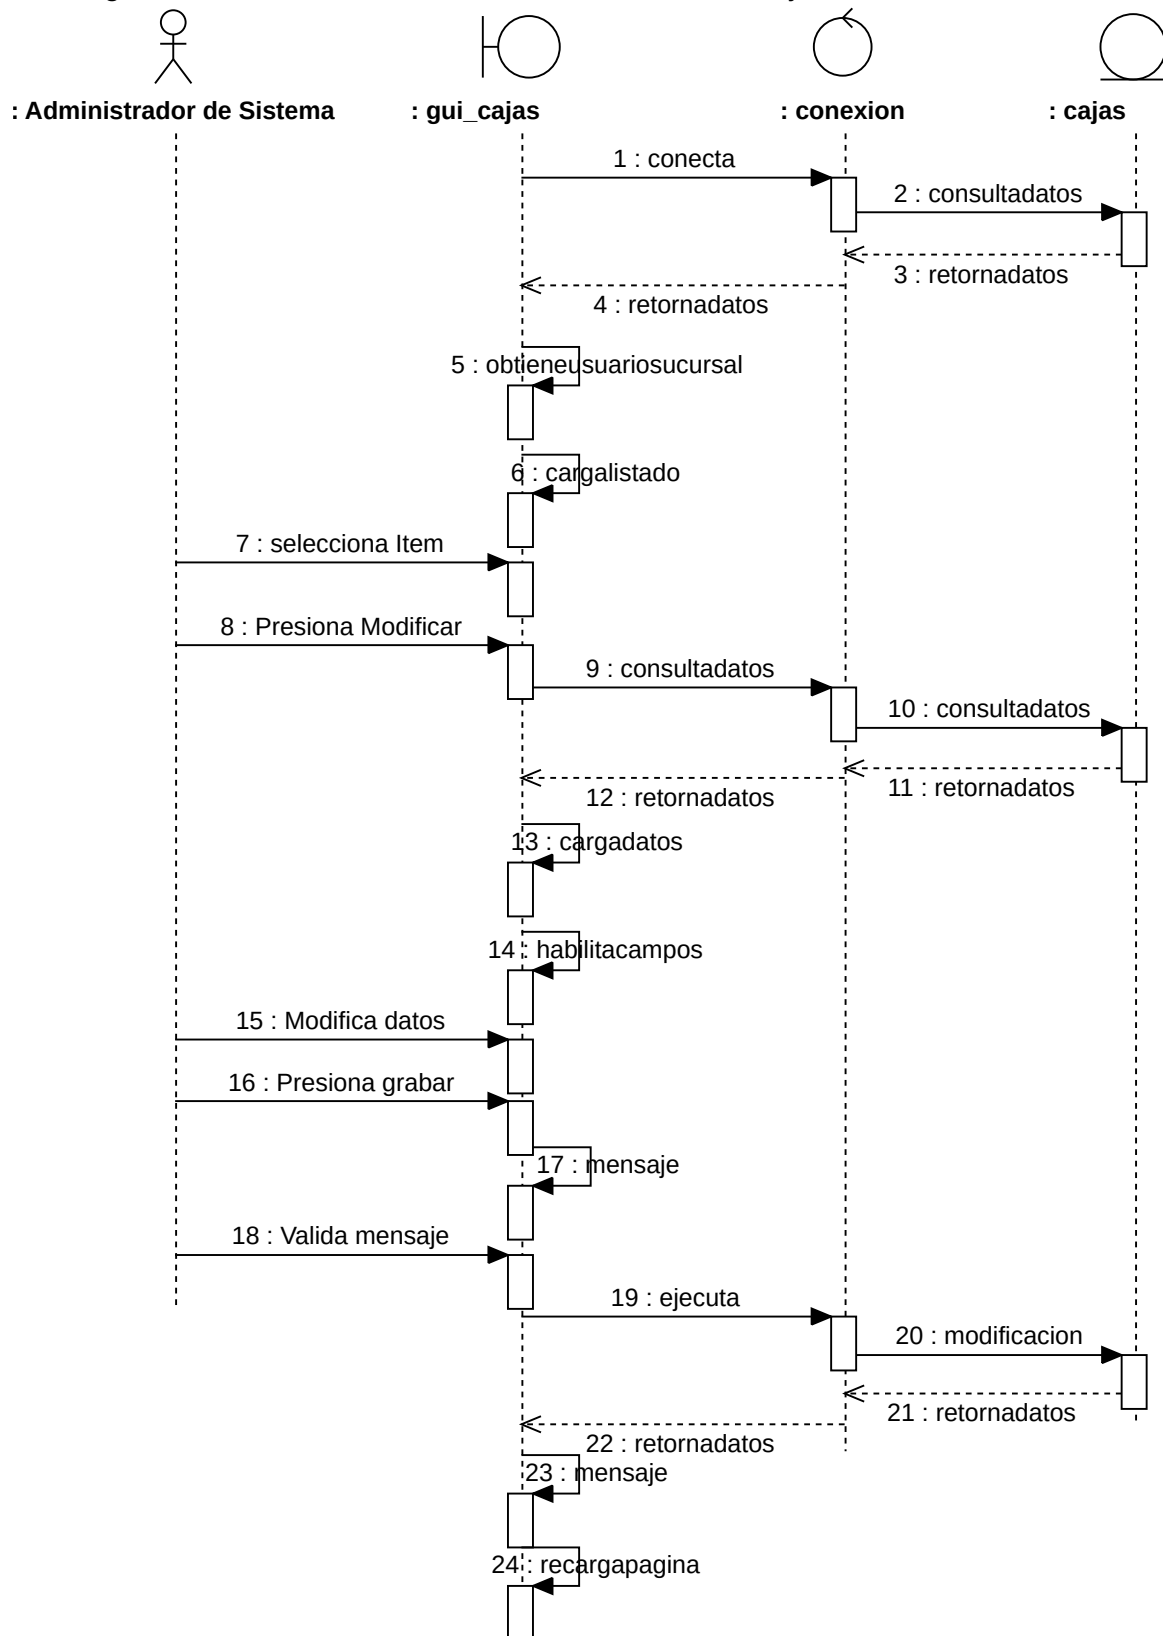 : Administrador de Sistema
: gui_cajas
: conexion
: cajas
1 : conecta
2 : consultadatos
3 : retornadatos
4 : retornadatos
5 : obtieneusuariosucursal
6 : cargalistado
7 : selecciona Item
8 : Presiona Modificar
9 : consultadatos
10 : consultadatos
11 : retornadatos
12 : retornadatos
13 : cargadatos
14 : habilitacampos
15 : Modifica datos
16 : Presiona grabar
17 : mensaje
18 : Valida mensaje
19 : ejecuta
20 : modificacion
21 : retornadatos
22 : retornadatos
23 : mensaje
24 : recargapagina